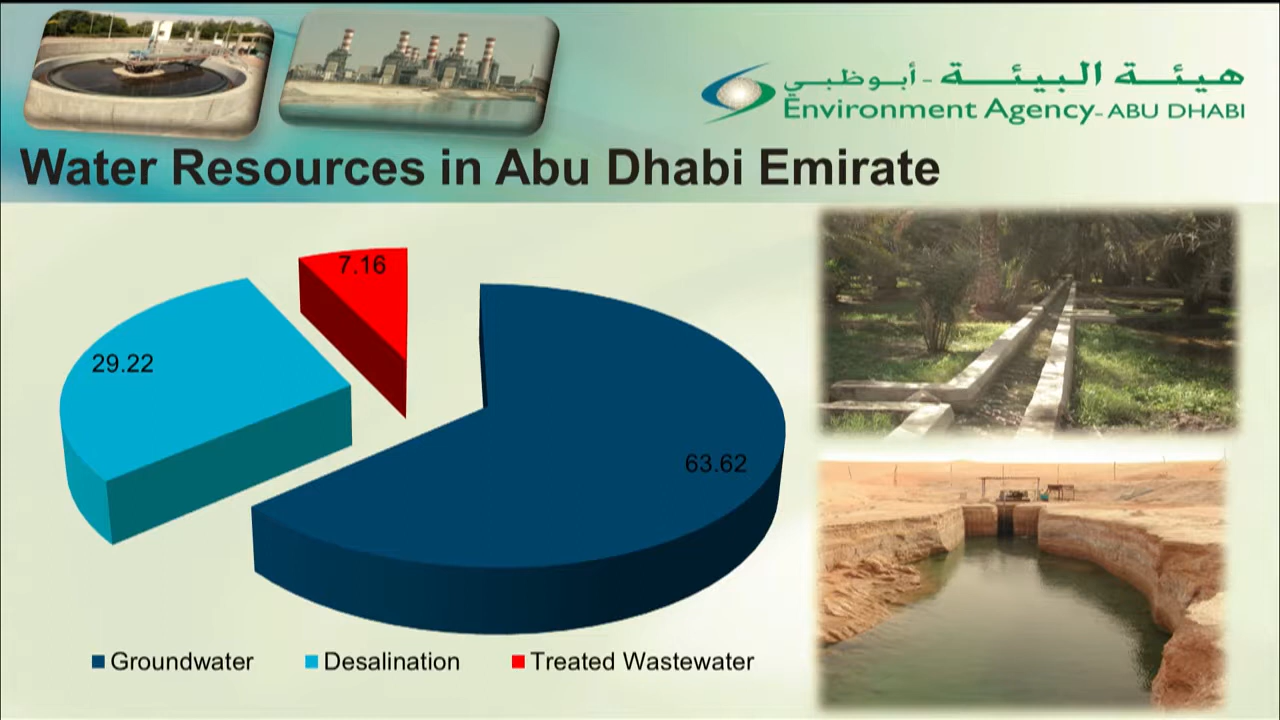 هيئة البيئة - أبوظبي
Environment Agency-ABU DHABI
Water Resources in Abu Dhabi Emirate
7.16
29.22
63.62
Groundwater
Desalination
Treated Wastewater